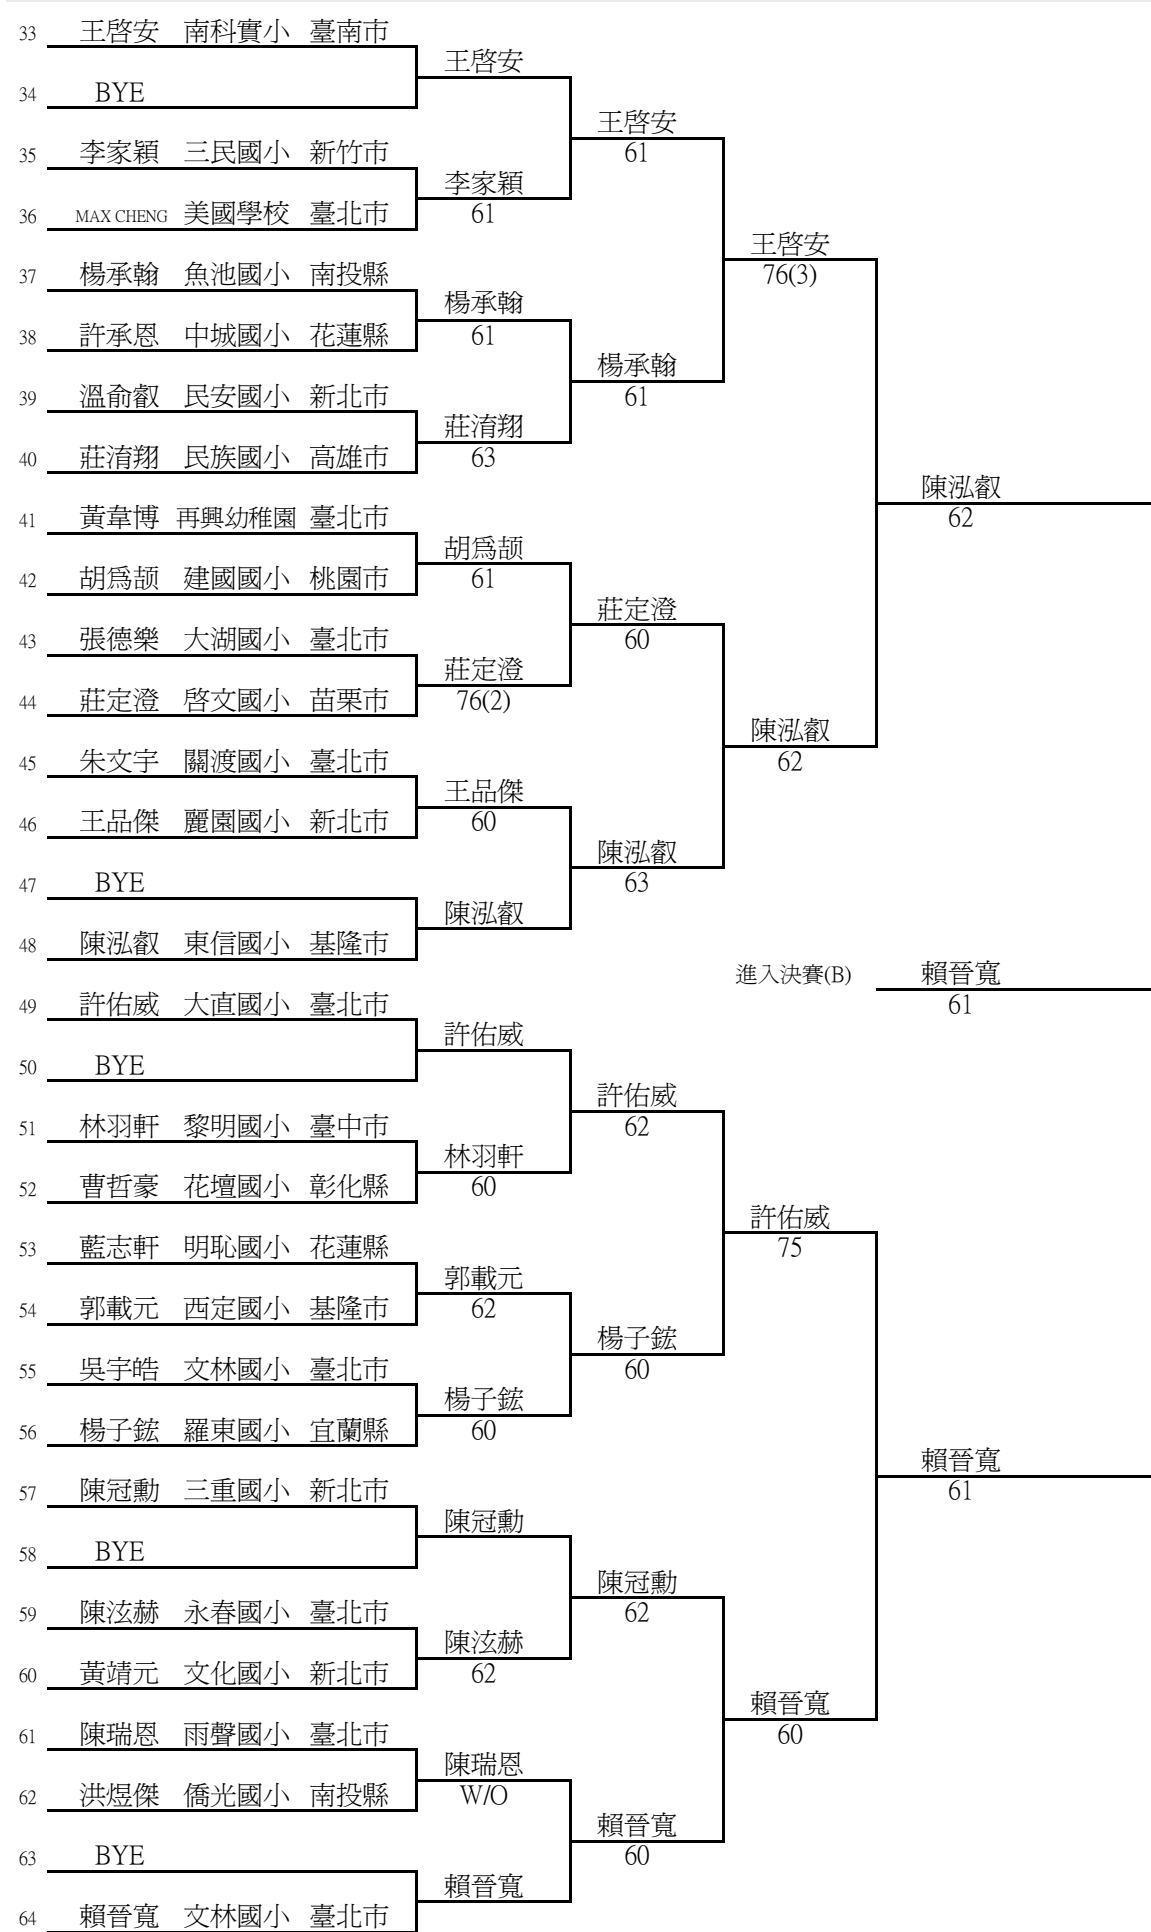 33 王啓安 南科實小 臺南市
王啓安
34 BYE
王啓安
61
35 李家穎 三民國小 新竹市
李家穎
61
36 MAX CHENG 美國學校 臺北市
王啓安
76(3)
37 楊承翰 魚池國小 南投縣
楊承翰
61
38 許承恩 中城國小 花蓮縣
楊承翰
61
39 溫俞叡 民安國小 新北市
莊淯翔
63
40 莊淯翔 民族國小 高雄市
陳泓叡
62
41 黃韋博 再興幼稚園 臺北市
胡爲頡
61
42 胡爲頡 建國國小 桃園市
莊定澄
60
43 張德樂 大湖國小 臺北市
莊定澄
76(2)
44 莊定澄 啓文國小 苗栗市
陳泓叡
62
45 朱文宇 關渡國小 臺北市
王品傑
60
46 王品傑 麗園國小 新北市
陳泓叡
63
47 BYE
陳泓叡
48 陳泓叡 東信國小 基隆市
進入決賽(B) 賴晉寬
61
49 許佑威 大直國小 臺北市
許佑威
50 BYE
許佑威
62
51 林羽軒 黎明國小 臺中市
林羽軒
60
52 曹哲豪 花壇國小 彰化縣
許佑威
75
53 藍志軒 明恥國小 花蓮縣
郭載元
62
54 郭載元 西定國小 基隆市
楊子鋐
60
55 吳宇皓 文林國小 臺北市
楊子鋐
60
56 楊子鋐 羅東國小 宜蘭縣
賴晉寬
61
57 陳冠勳 三重國小 新北市
陳冠勳
58 BYE
陳冠勳
62
59 陳泫赫 永春國小 臺北市
陳泫赫
62
60 黃靖元 文化國小 新北市
賴晉寬
60
61 陳瑞恩 雨聲國小 臺北市
陳瑞恩
W/O
62 洪煜傑 僑光國小 南投縣
賴晉寬
60
63 BYE
賴晉寬
64 賴晉寬 文林國小 臺北市